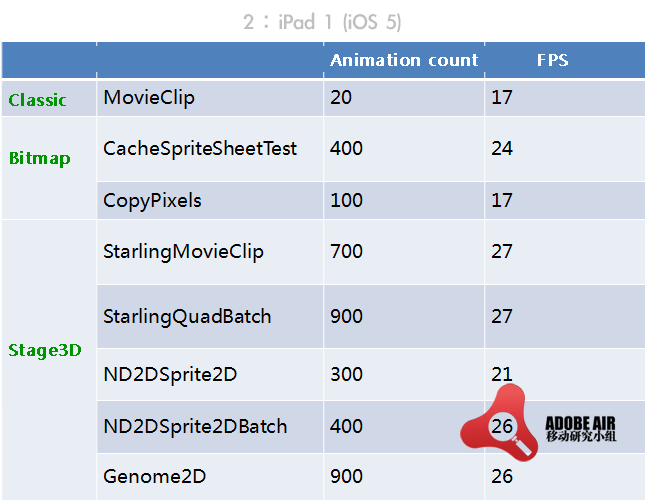 2：iPad 1 (iOS 5)
Animation count FPS
Classic MovieClip 20 17
Bitmap CacheSpriteSheetTest 400 24
CopyPixels 100 17
Stage3D StarlingMovieClip 700 27
StarlingQuadBatch 900 27
ND2DSprite2D 300 21
ND2DSprite2DBatch 400 26
Genome2D 900 26
ADOBE AIR
移动研究小组